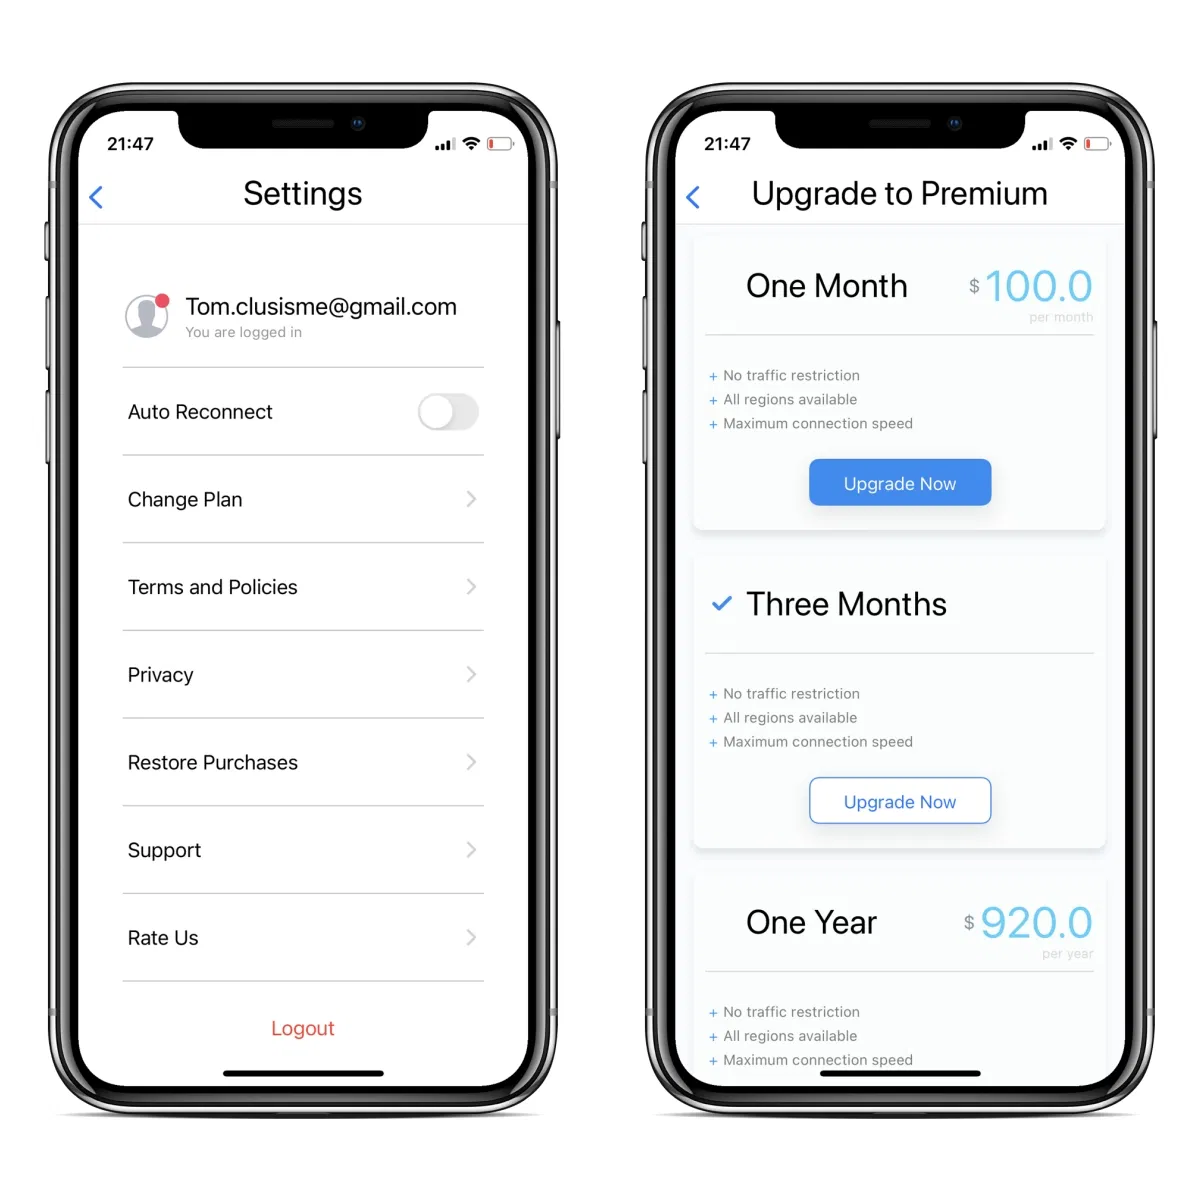 21:47
Settings
Tom.clusisme@gmail.com
You are logged in
Auto Reconnect
Change Plan
Terms and Policies
Privacy
Restore Purchases
Support
Rate Us
Logout
21:47
Upgrade to Premium
One Month $ 100.0
per month
+ No traffic restriction
+ All regions available
+ Maximum connection speed
Upgrade Now
Three Months
+ No traffic restriction
+ All regions available
+ Maximum connection speed
Upgrade Now
One Year $ 920.0
per year
+ No traffic restriction
+ All regions available
+ Maximum connection speed